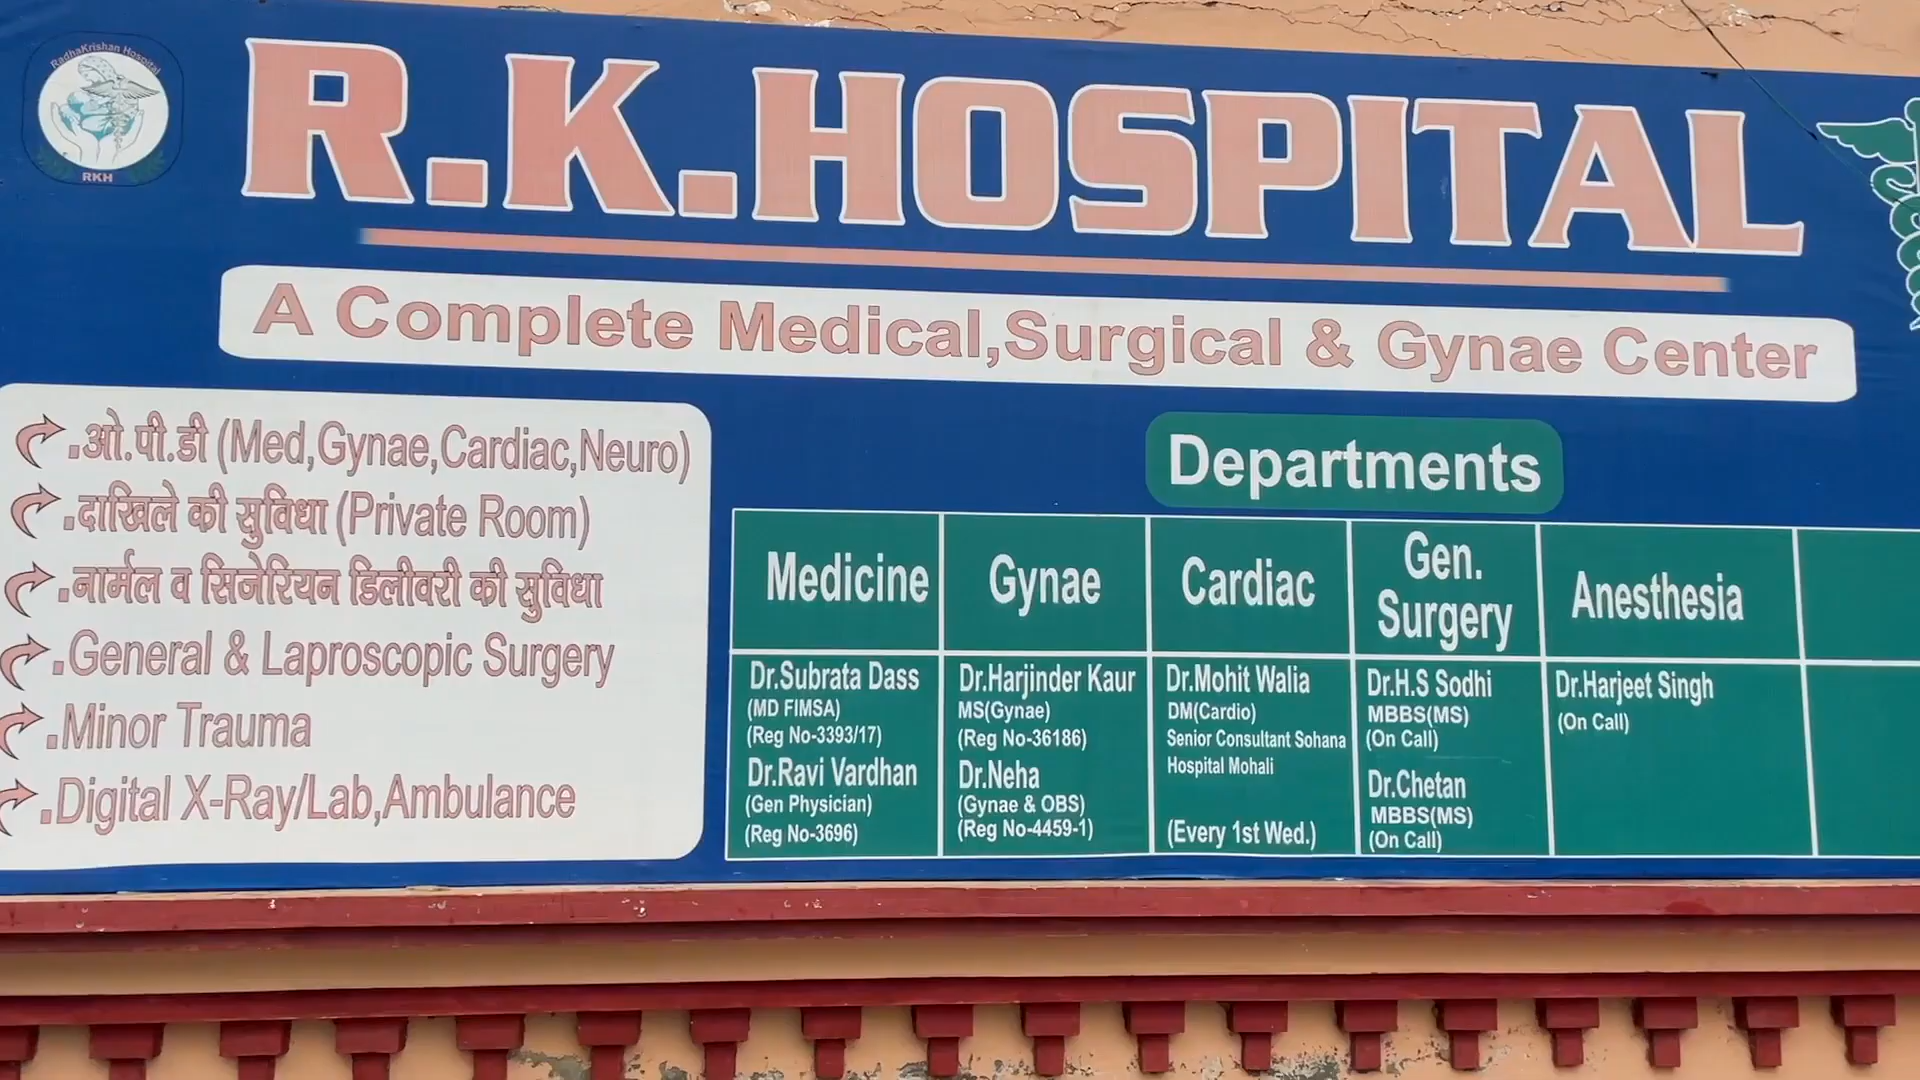 RadhaKrishan Hospital
RKH
R.K.HOSPITAL
A Complete Medical,Surgical & Gynae Center
.ओ.पी.डी (Med,Gynae,Cardiac,Neuro)
.दाखिले की सुविधा (Private Room)
.नार्मल व सिजेरियन डिलीवरी की सुविधा
.General & Laproscopic Surgery
.Minor Trauma
.Digital X-Ray/Lab,Ambulance
Departments
Medicine
Dr.Subrata Dass
(MD FIMSA)
(Reg No-3393/17)
Dr.Ravi Vardhan
(Gen Physician)
(Reg No-3696)
Gynae
Dr.Harjinder Kaur
MS(Gynae)
(Reg No-36186)
Dr.Neha
(Gynae & OBS)
(Reg No-4459-1)
Cardiac
Dr.Mohit Walia
DM(Cardio)
Senior Consultant Sohana
Hospital Mohali
(Every 1st Wed.)
Gen.
Surgery
Dr.H.S Sodhi
MBBS(MS)
(On Call)
Dr.Chetan
MBBS(MS)
(On Call)
Anesthesia
Dr.Harjeet Singh
(On Call)